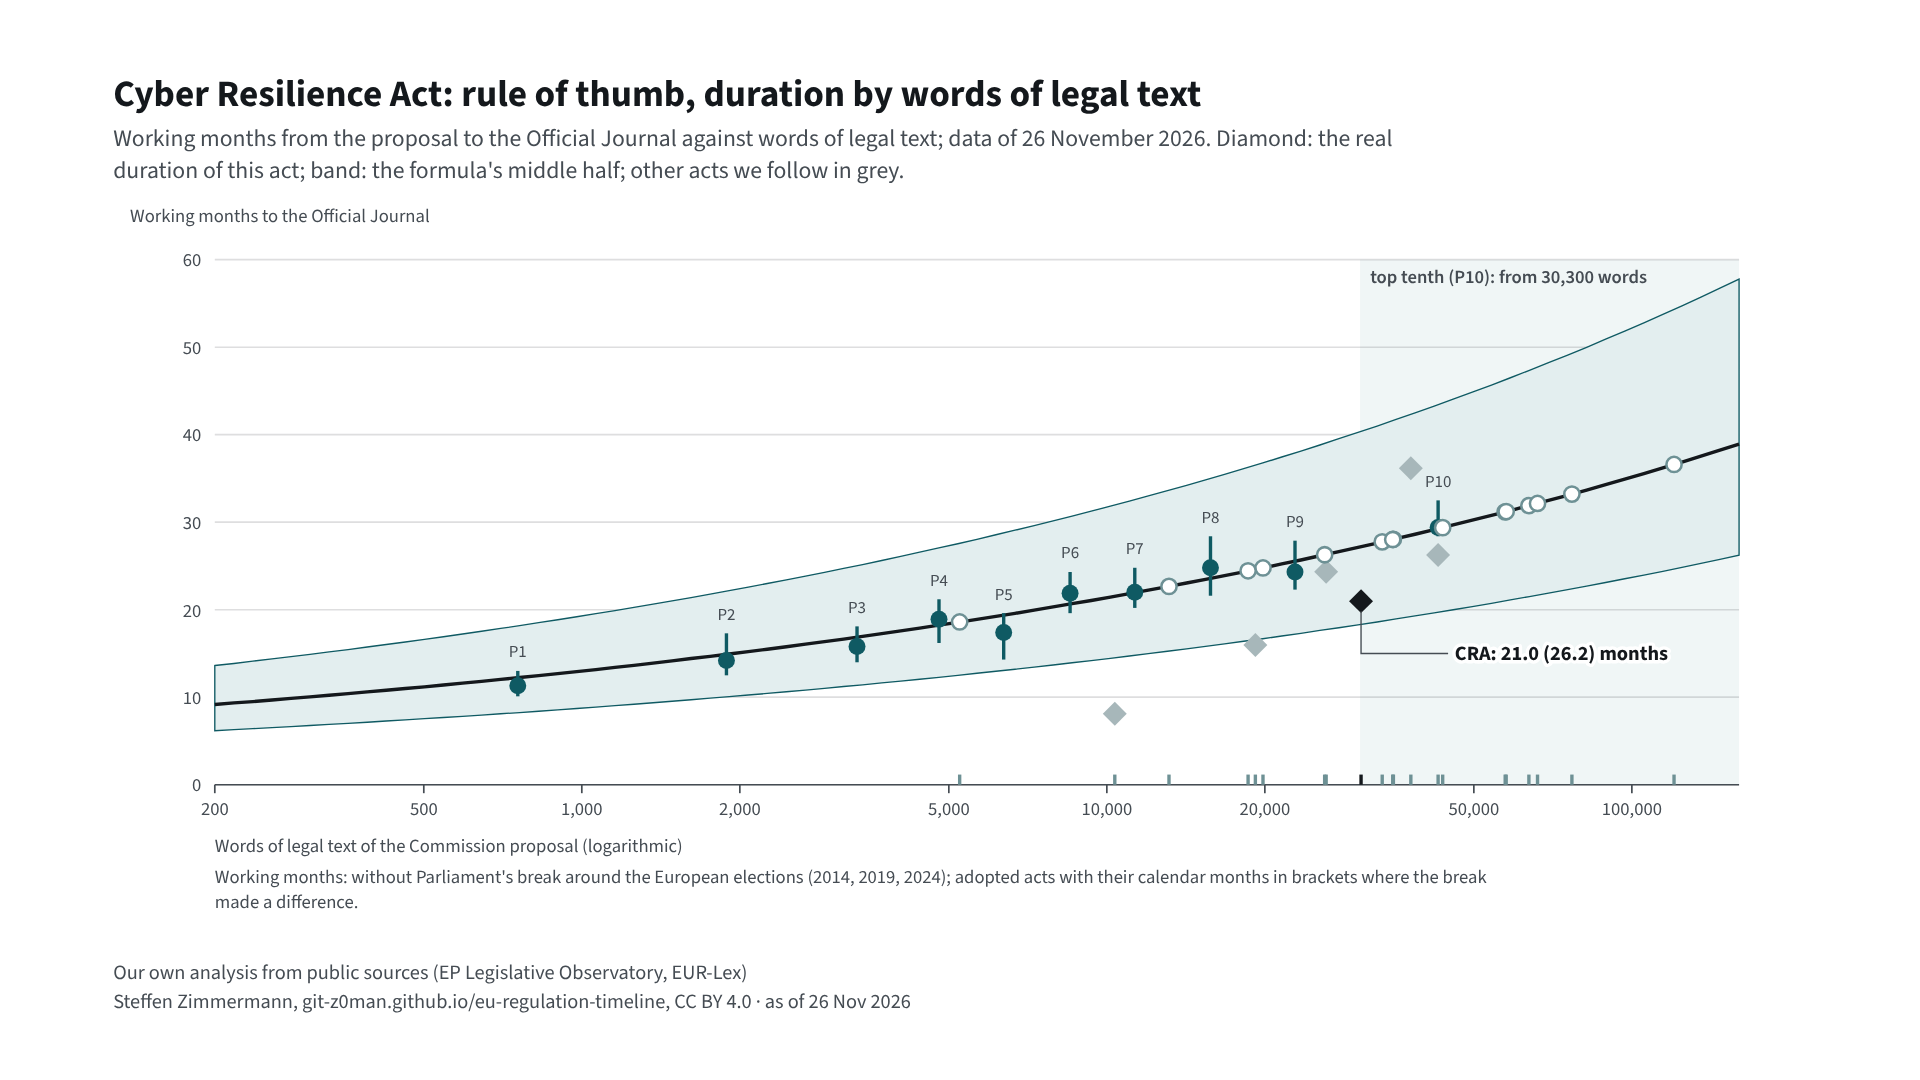 Cyber Resilience Act: rule of thumb, duration by words of legal text
Working months from the proposal to the Official Journal against words of legal text; data of 26 November 2026. Diamond: the real
duration of this act; band: the formula's middle half; other acts we follow in grey.
Working months to the Official Journal
60
top tenth (P10): from 30,300 words
50
40
P10
30
P8
P9
P7
P6
P4
P5
P3
20
P2
P1
CRA: 21.0 (26.2) months
10
0
200
500
1,000
2,000
5,000
10,000
20,000
50,000
100,000
Words of legal text of the Commission proposal (logarithmic)
Working months: without Parliament's break around the European elections (2014, 2019, 2024); adopted acts with their calendar months in brackets where the break
made a difference.
Our own analysis from public sources (EP Legislative Observatory, EUR-Lex)
Steffen Zimmermann, git-z0man.github.io/eu-regulation-timeline, CC BY 4.0 · as of 26 Nov 2026